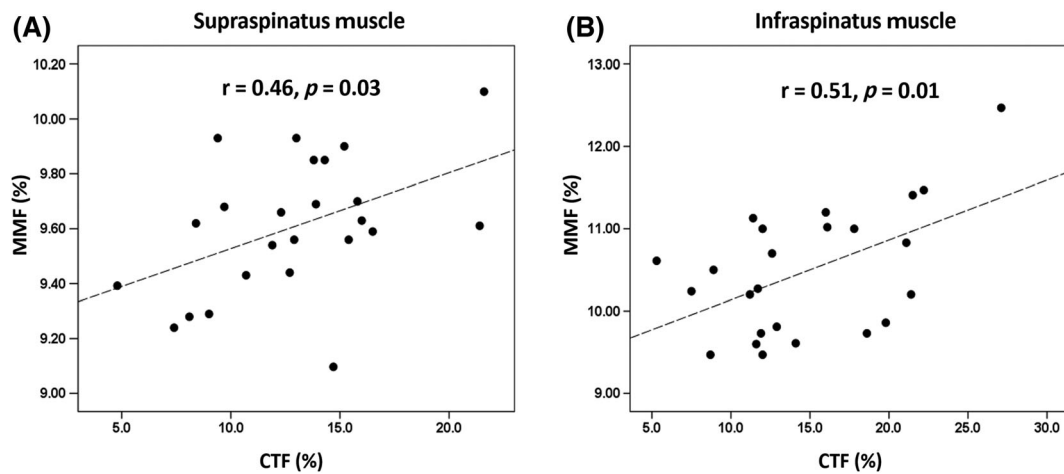 (A)
Supraspinatus muscle
r = 0.46, p = 0.03
MMF (%)
10.20
10.00
9.80
9.60
9.40
9.20
9.00
5.0 10.0 15.0 20.0
CTF (%)
(B)
Infraspinatus muscle
r = 0.51, p = 0.01
MMF (%)
13.00
12.00
11.00
10.00
9.00
5.0 10.0 15.0 20.0 25.0 30.0
CTF (%)